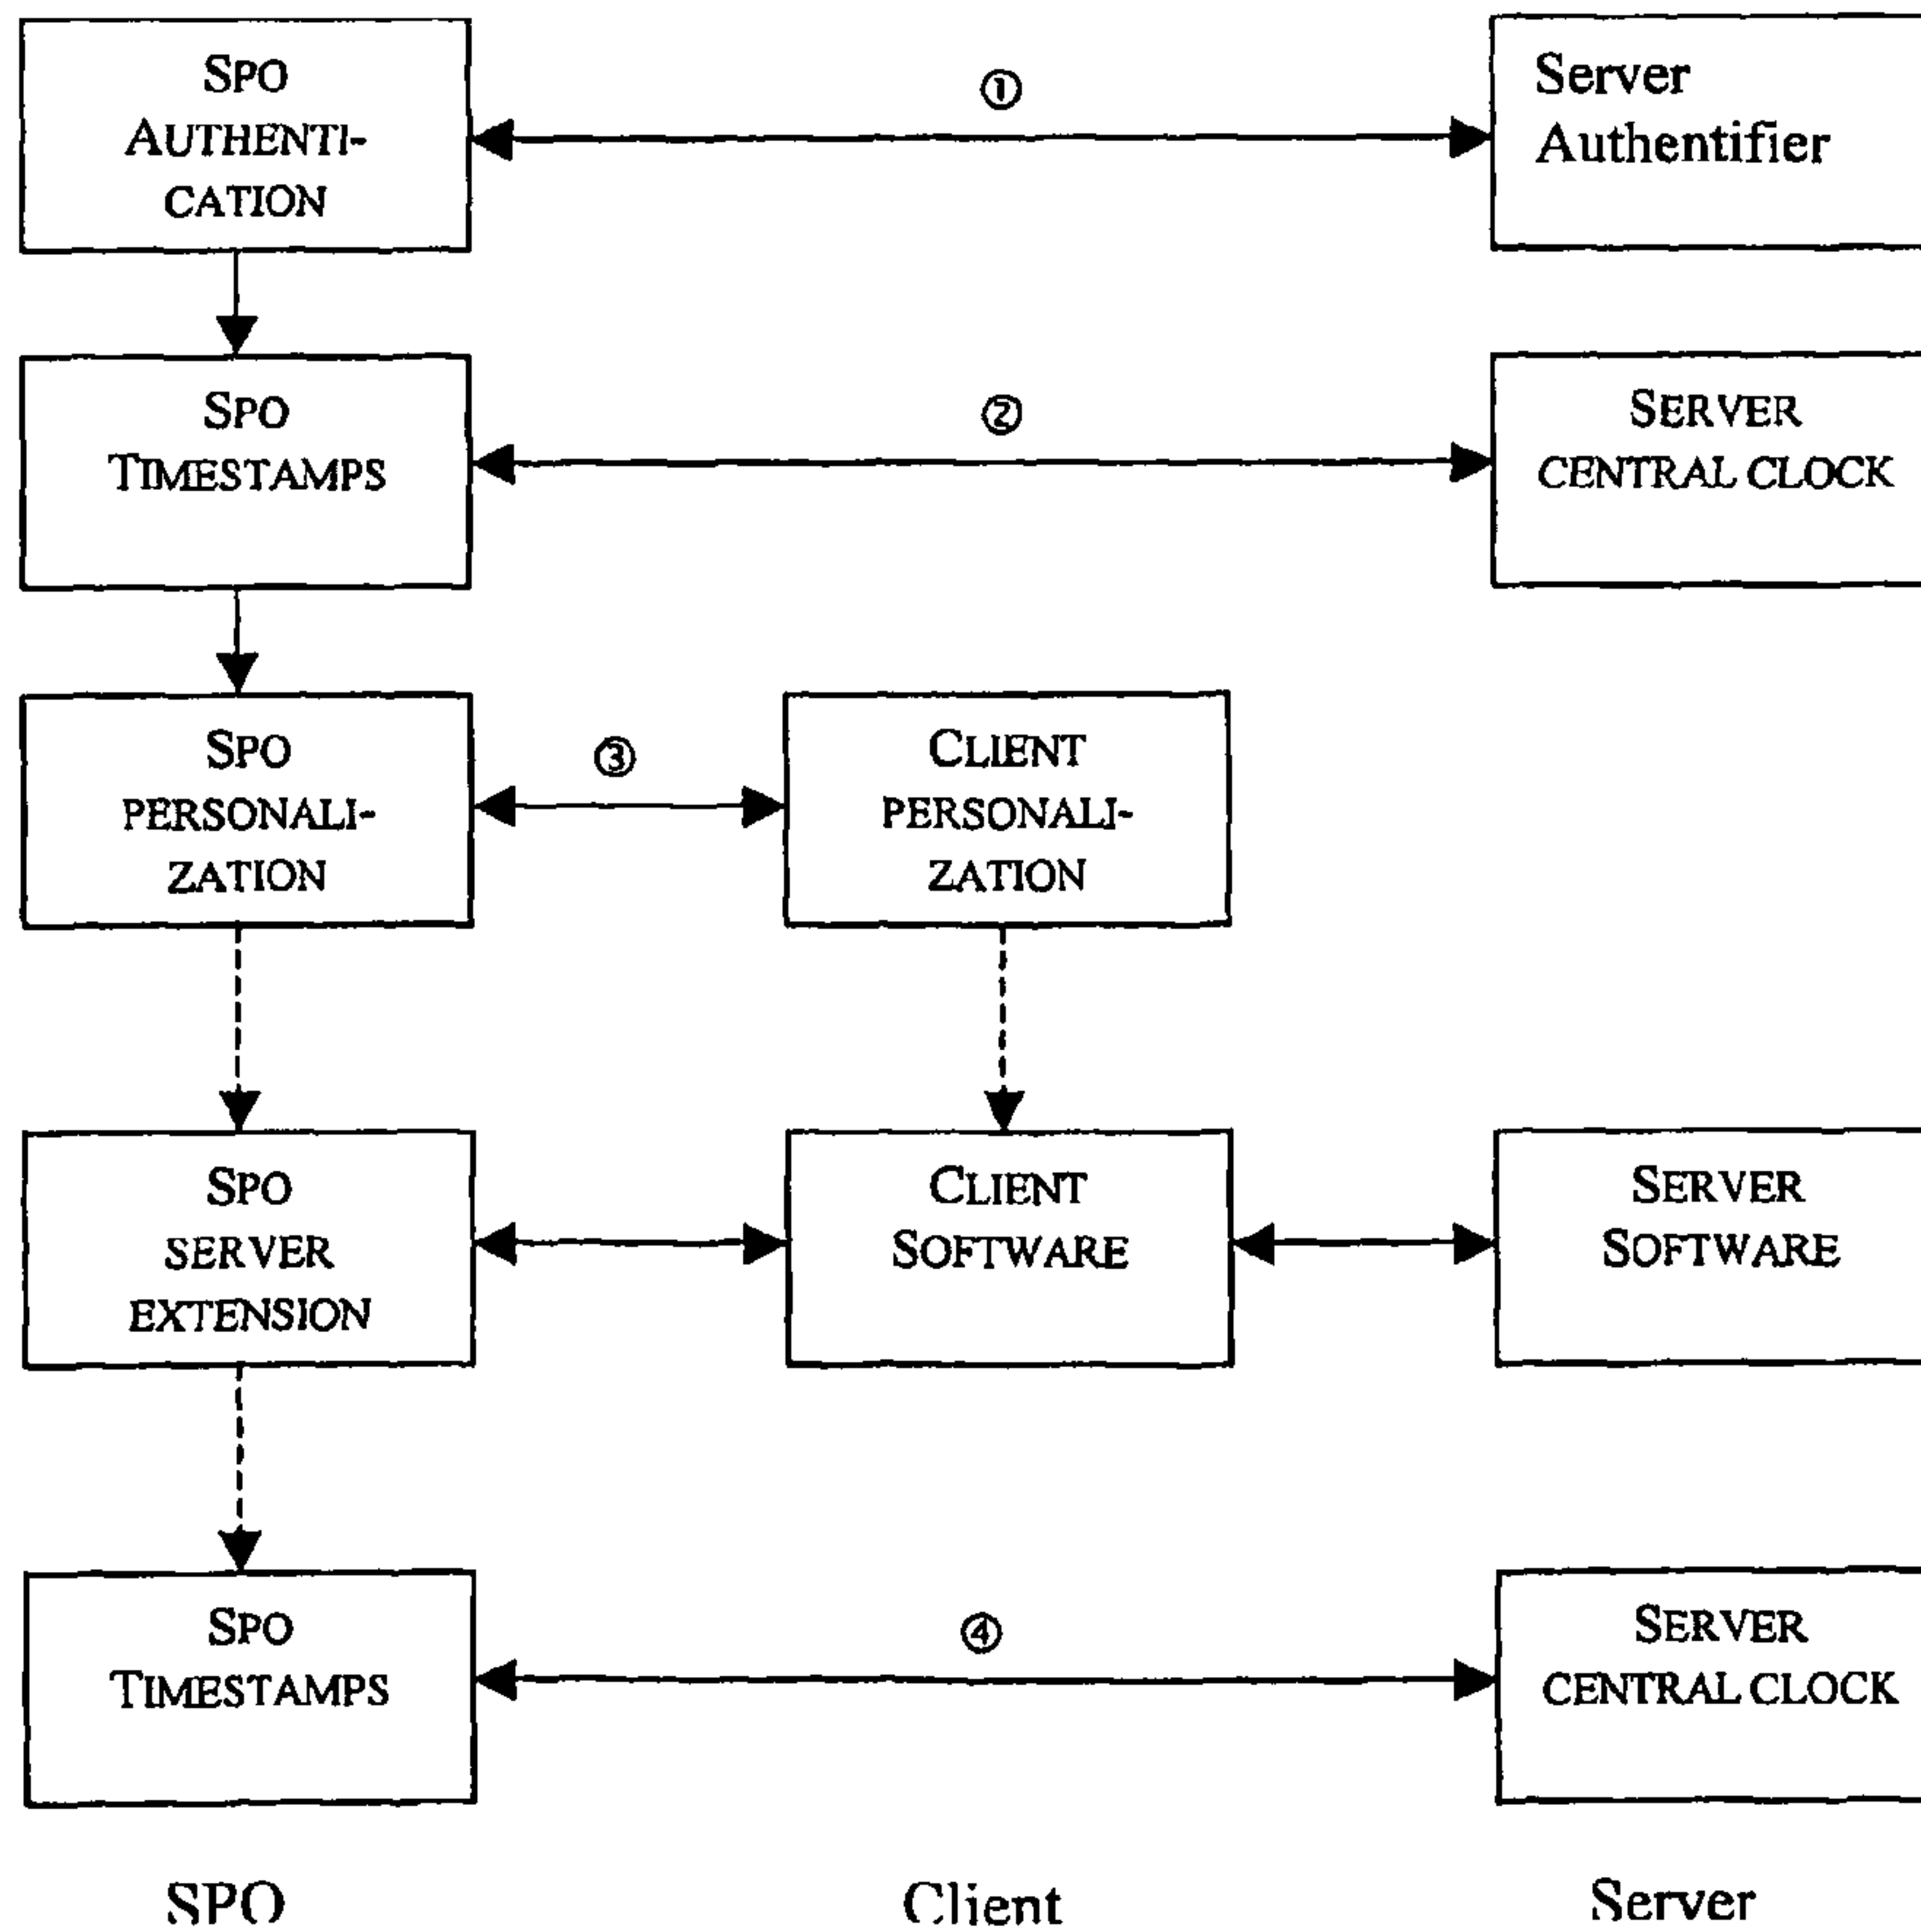 SPO
AUTHENTI-
CATION
①
Server
Authentifier
SPO
TIMESTAMPS
②
SERVER
CENTRAL CLOCK
SPO
PERSONALI-
ZATION
③
CLIENT
PERSONALI-
ZATION
SPO
SERVER
EXTENSION
CLIENT
SOFTWARE
SERVER
SOFTWARE
SPO
TIMESTAMPS
④
SERVER
CENTRAL CLOCK
SPO
Client
Server